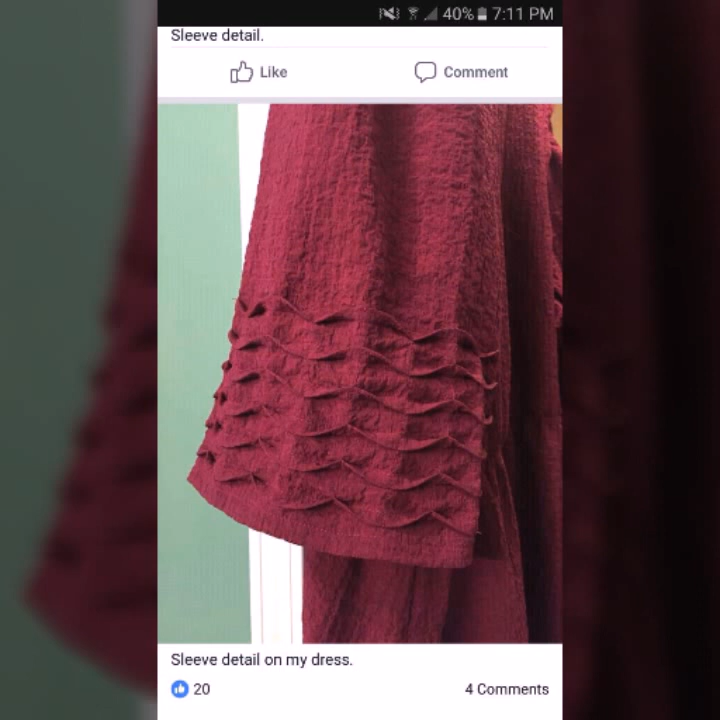 40% 7:11 PM
Sleeve detail.
Like Comment
Sleeve detail on my dress.
20 4 Comments